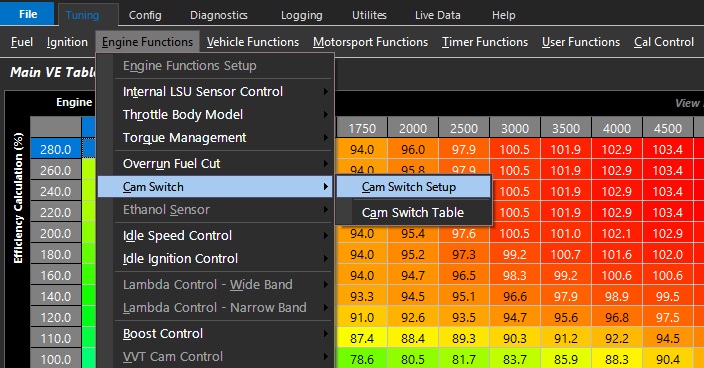 File Tuning Config Diagnostics Logging Utilites Live Data Help
Fuel Ignition Engine Functions Vehicle Functions Motorsport Functions Timer Functions User Functions Cal Control
Main VE Table
Engine
View
Efficiency Calculation (%)
Engine Functions Setup
Internal LSU Sensor Control
Throttle Body Model
Torque Management
Overrun Fuel Cut
Cam Switch
Ethanol Sensor
Idle Speed Control
Idle Ignition Control
Lambda Control - Wide Band
Lambda Control - Narrow Band
Boost Control
VVT Cam Control
Cam Switch Setup
Cam Switch Table
1750 2000 2500 3000 3500 4000 4500
280.0 94.0 96.0 97.9 100.5 101.9 102.9 103.4
260.0 94.0 95.8 97.9 100.5 101.9 102.9 103.4
240.0 102.9 103.4
220.0 102.9 103.4
200.0 94.0 95.4 97.6 100.5 101.0 102.1 102.9
180.0 94.0 95.2 97.3 99.2 100.7 101.6 102.0
160.0 94.0 94.7 96.5 98.3 99.2 100.6 100.6
140.0 93.3 94.5 95.1 96.6 97.9 98.9 99.5
120.0 91.0 92.6 93.5 94.7 95.6 96.8 97.5
110.0 87.4 88.4 89.3 90.3 91.2 92.2 94.5
100.0 78.6 80.5 81.7 83.7 85.9 88.3 90.4